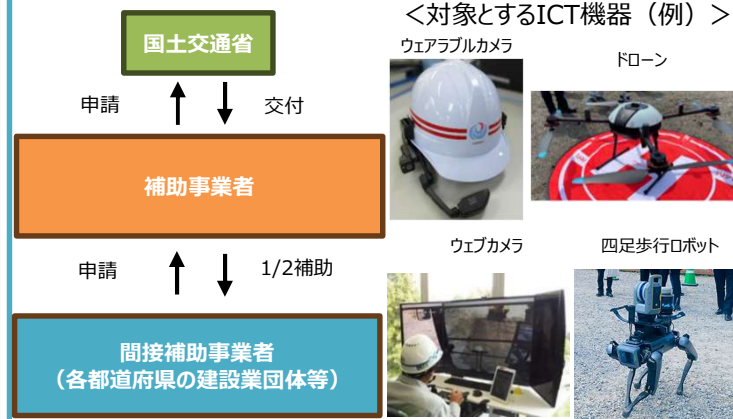 ＜対象とするICT機器（例）＞
国土交通省
ウェアラブルカメラ
ドローン
申請
交付
補助事業者
ウェブカメラ
四足歩行ロボット
申請
1/2補助
間接補助事業者
（各都道府県の建設業団体等）